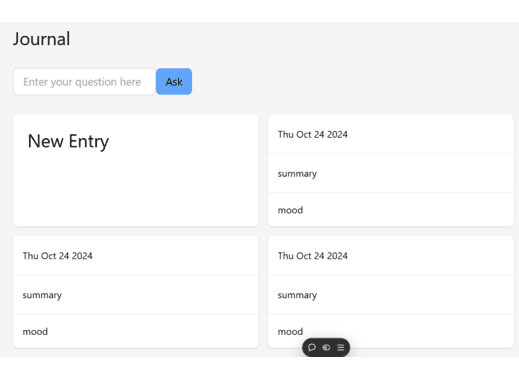 Journal
Enter your question here Ask
New Entry
Thu Oct 24 2024
summary
mood
Thu Oct 24 2024
summary
mood
Thu Oct 24 2024
summary
mood